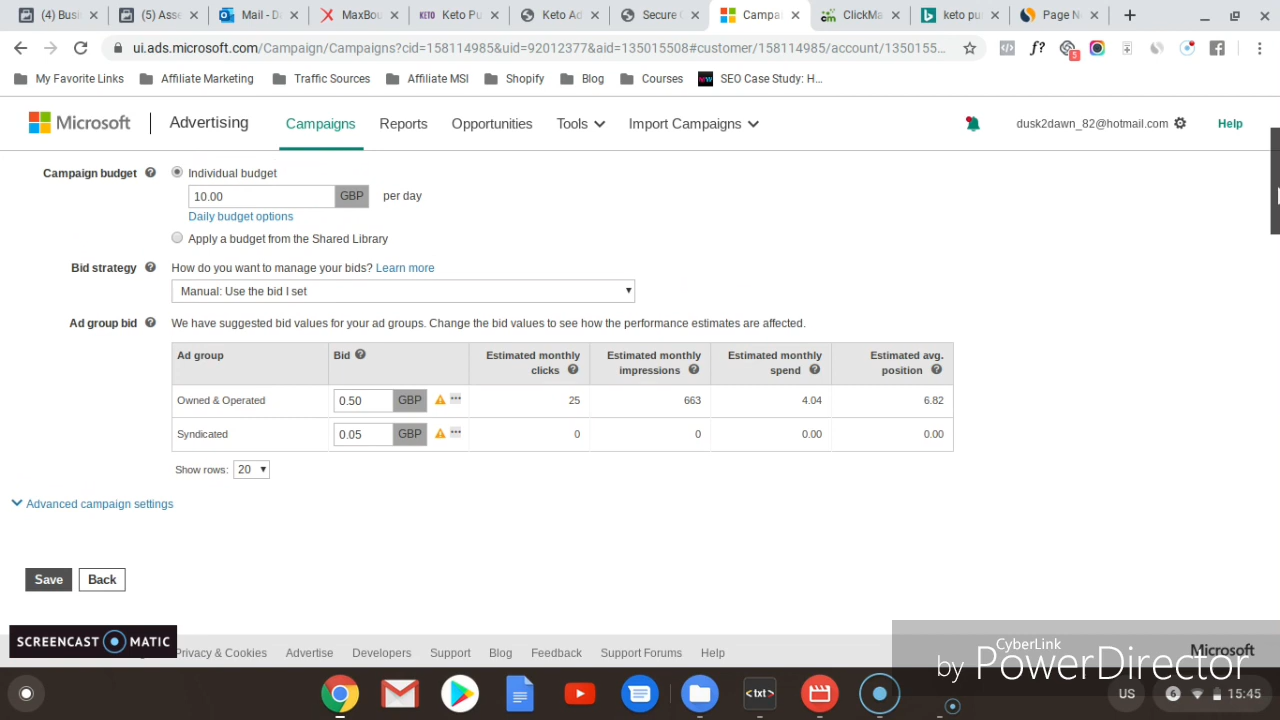 (4) Busi
(5) Asse
Mail - D
MaxBou
KETO Keto Pu
Keto Ad
Secure C
Campa
ClickMa
keto pu
Page N
ui.ads.microsoft.com/Campaign/Campaigns?cid=158114985&uid=92012377&aid=135015508#customer/158114985/account/1350155...
f?
5
My Favorite Links
Affiliate Marketing
Traffic Sources
Affiliate MSI
Shopify
Blog
Courses
SEO Case Study: H...
Microsoft
Advertising
Campaigns
Reports
Opportunities
Tools
Import Campaigns
dusk2dawn_82@hotmail.com
Help
Campaign budget
Individual budget
10.00 GBP per day
Daily budget options
Apply a budget from the Shared Library
Bid strategy How do you want to manage your bids? Learn more
Manual: Use the bid I set
Ad group bid We have suggested bid values for your ad groups. Change the bid values to see how the performance estimates are affected.
Ad group
Bid
Estimated monthly clicks
Estimated monthly impressions
Estimated monthly spend
Estimated avg. position
Owned & Operated 0.50 GBP 25 663 4.04 6.82
Syndicated 0.05 GBP 0 0 0.00 0.00
Show rows: 20
Advanced campaign settings
Save Back
SCREENCAST MATIC
Privacy & Cookies
Advertise
Developers
Support
Blog
Feedback
Support Forums
Help
Microsoft
CyberLink
by PowerDirector
<txt>
US
6
15:45